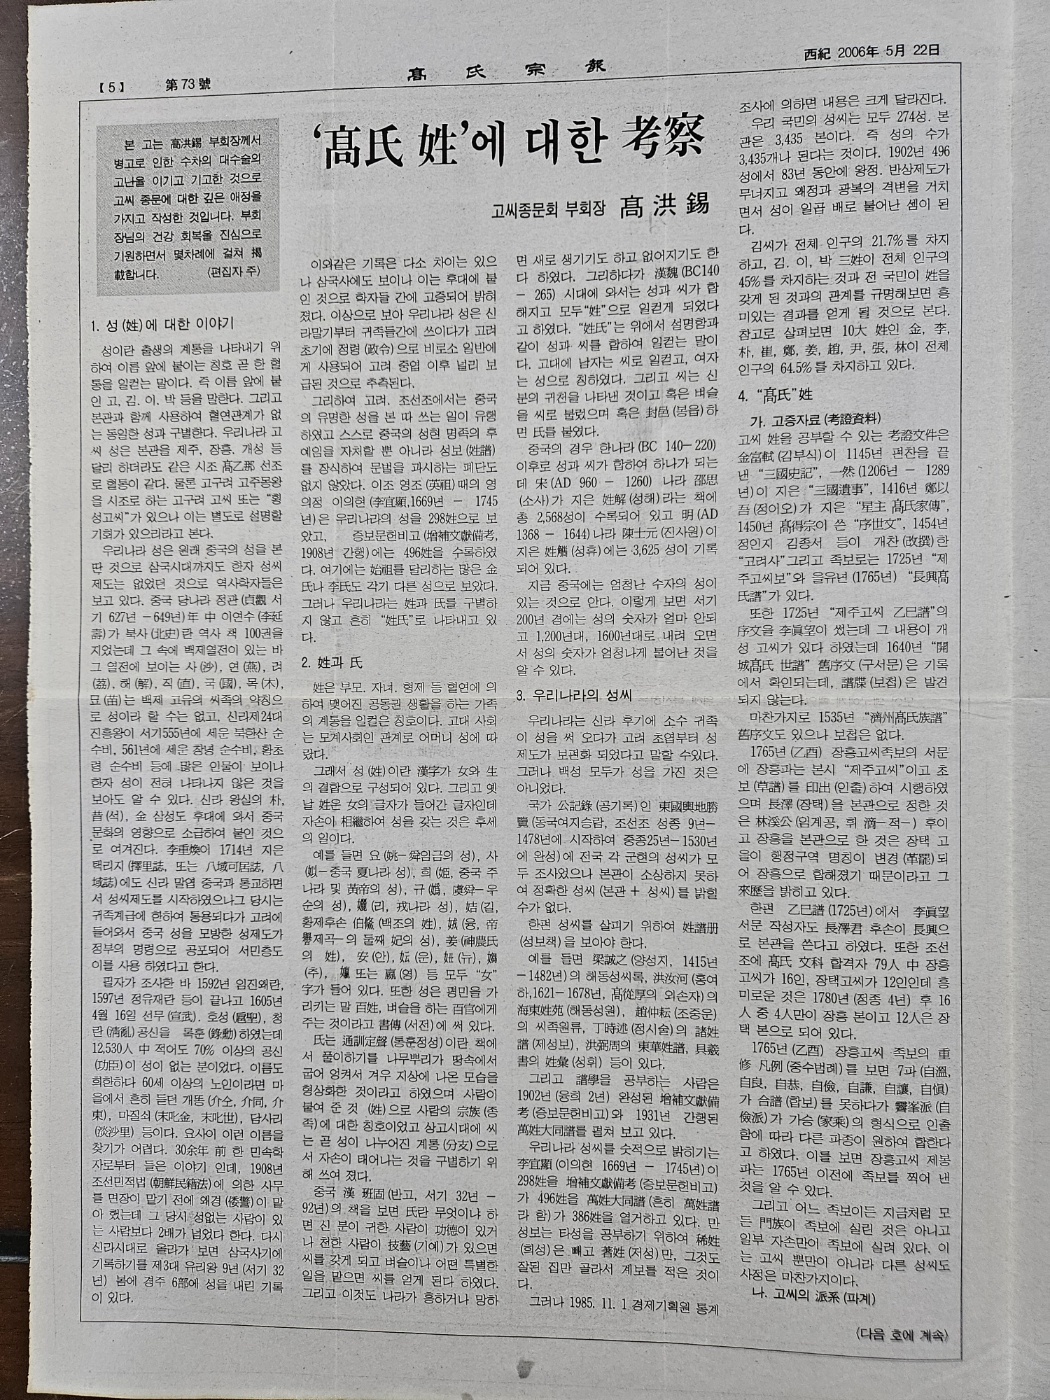 【5】 第73號
髙氏宗報
西紀 2006年 5月 22日
'髙氏 姓'에 대한 考察
고씨종문회 부회장 髙洪錫
본 고는 高洪錫 부회장께서
병고로 인한 수차의 대수술의
고난을 이기고 기고한 것으로
고씨 종문에 대한 깊은 애정을
가지고 작성한 것입니다. 부회
장님의 건강 회복을 진심으로
기원하면서 몇차례에 걸쳐 揭
載합니다. (편집자 주)
1. 성(姓)에 대한 이야기
성이란 출생의 계통을 나타내기 위
하여 이름 앞에 붙이는 칭호 곧 한 혈
통을 일컫는 말이다. 즉 이름 앞에 붙
인 고, 김, 이, 박 등을 말한다. 그리고
본관과 함께 사용하여 혈연관계가 없
는 동일한 성과 구별한다. 우리나라 고
씨 성은 본관을 제주, 장흥, 개성 등
달리 하더라도 같은 시조 高乙那 선조
로 혈통이 같다. 물론 고구려 고주몽왕
을 시조로 하는 고구려 고씨 또는 "횡
성고씨"가 있으나 이는 별도로 설명할
기회가 있으리라고 본다.
우리나라 성은 원래 중국의 성을 본
딴 것으로 삼국시대까지도 한자 성씨
제도는 없었던 것으로 역사학자들은
보고 있다. 중국 당나라 정관(貞觀 서
기 627년 -649년)年 中 이연수(李延
壽)가 북사(北史)란 역사 책 100권을
지었는데 그 속에 백제열전이 있는 바
그 열전에 보이는 사(沙), 연(燕), 려
(茘), 해(解), 직(直), 국(國), 목(木),
묘(苗)는 백제 고유의 씨족의 약칭으
로 성이라 할 수는 없고, 신라제24대
진흥왕이 서기555년에 세운 북한산 순
수비, 561년에 세운 창녕 순수비, 황초
령 순수비 등에 많은 인물이 보이나
한자 성이 전혀 나타나지 않은 것을
보아도 알 수 있다. 신라 왕실의 朴,
昔(석), 金 삼성도 후대에 와서 중국
문화의 영향으로 소급하여 붙인 것으
로 여겨진다. 李重煥이 1714년 지은
택리지(擇里誌, 또는 八域可居誌, 八
域誌)에도 신라 말엽 중국과 통교하면
서 성씨제도를 시작하였으나 그 당시는
귀족계급에 한하여 통용되다가 고려에
들어와서 중국 성을 모방한 성제도가
정부의 명령으로 공포되어 서민층도
이를 사용 하였다고 한다.
필자가 조사한 바 1592년 임진왜란,
1597년 정유재란 등이 끝나고 1605년
4월 16일 선무(宣武), 호성(扈聖), 청
란(淸亂)공신을 녹훈(錄勳)하였는데
12,530人 中 적어도 70% 이상의 공신
(功臣)이 성이 없는 분이었다. 이름도
희한하다 60세 이상의 노인이라면 마
을에서 흔히 듣던 개똥(介仝, 介同, 介
東), 마질쇠(末叱金, 末叱世), 담사리
(淡沙里) 등이다. 요사이 이런 이름을
찾기가 어렵다. 30余年 前 한 민속학
자로부터 들은 이야기 인데, 1908년
조선민적법(朝鮮民籍法)에 의한 사무
를 면장이 맡기 전에 왜경(倭警)이 맡
아 했는데 그 당시 성없는 사람이 있
는 사람보다 2배가 넘었다 한다. 다시
신라시대로 올라가 보면 삼국사기에
기록하기를 제3대 유리왕 9년(서기 32
년) 봄에 경주 6부에 성을 내린 기록
이 있다.
이와같은 기록은 다소 차이는 있으
나 삼국사에도 보이나 이는 후대에 붙
인 것으로 학자들 간에 고증되어 밝혀
졌다. 이상으로 보아 우리나라 성은 신
라말기부터 귀족들간에 쓰이다가 고려
초기에 정령(政令)으로 비로소 일반에
게 사용되어 고려 중엽 이후 널리 보
급된 것으로 추측된다.
그리하여 고려, 조선조에서는 중국
의 유명한 성을 본 따 쓰는 일이 유행
하였고 스스로 중국의 성현 명족의 후
예임을 자처할 뿐 아니라 성보(姓譜)
를 장식하여 문벌을 과시하는 폐단도
없지 않았다. 이조 영조(英祖)때의 영
의정 이의현(李宜顯,1669년 - 1745
년)은 우리나라의 성을 298姓으로 보
았고, 증보문헌비고(增補文獻備考,
1908년 간행)에는 496姓을 수록하였
다. 여기에는 始祖를 달리하는 많은 金
氏나 李氏도 각기 다른 성으로 보았다.
그러나 우리나라는 姓과 氏를 구별하
지 않고 흔히 "姓氏"로 나타내고 있
다.
2. 姓과 氏
姓은 부모, 자녀, 형제 등 혈연에 의
하여 맺어진 공동된 생활을 하는 가족
의 계통을 일컬은 칭호이다. 고대 사회
는 모계사회인 관계로 어머니 성에 따
랐다.
그래서 성(姓)이란 漢字가 女와 生
의 결합으로 구성되어 있다. 그리고 옛
날 姓은 女의 글자가 들어간 글자인데
자손이 相繼하여 성을 갖는 것은 후세
의 일이다.
예를 들면 요(姚-舜임금의 성), 사
(姒-중국 夏나라 성), 희(姬, 중국 주
나라 및 黃帝의 성), 규(嬀, 虞舜-우
순의 성), (리, 戎나라 성), 姞(길,
황제후손 伯鯈(백조의 성), 娀(융, 帝
嚳제곡-의 둘째 妃의 성), 姜(神農氏
의 姓), 安(안), 妘(운), 妞(뉴),
(주), 또는 嬴(영) 등 모두 "女"
字가 들어 있다. 또한 성은 평민을 가
리키는 말 百姓, 벼슬을 하는 百官에게
주는 것이라고 書傳(서전)에 써 있다.
氏는 通訓定聲(통훈정성)이란 책에
서 풀이하기를 나무뿌리가 땅속에서
굽어 엉켜서 겨우 지상에 나온 모습을
형상화한 것이라고 하였으며 사람이
붙여 준 것 (姓)으로 사람의 宗族(종
족)에 대한 칭호이었고 상고시대에 씨
는 곧 성이 나누어진 계통(分支)으로
서 자손이 태어나는 것을 구별하기 위
해 쓰여 졌다.
중국 漢 班固(반고, 서기 32년 -
92년)의 책을 보면 氏란 무엇이냐 하
면 신 분이 귀한 사람이 功德이 있거
나 천한 사람이 技藝(기예)가 있으면
씨를 갖게 되고 벼슬이나 어떤 특별한
일을 맡으면 씨를 얻게 된다 하였다.
그리고 이것도 나라가 흥하거나 망하
면 새로 생기기도 하고 없어지기도 한
다 하였다. 그리하다가 漢魏(BC140
- 265) 시대에 와서는 성과 씨가 합
해지고 모두"姓"으로 일컫게 되었다
고 하였다. "姓氏"는 위에서 설명함과
같이 성과 씨를 합하여 일컫는 말이
다. 고대에 남자는 씨로 일컫고, 여자
는 성으로 칭하였다. 그리고 씨는 신
분의 귀천을 나타낸 것이고 혹은 벼슬
을 씨로 불렀으며 혹은 封邑(봉읍)하
면 氏를 붙였다.
중국의 경우 한나라(BC 140-220)
이후로 성과 씨가 합하여 하나가 되는
데 宋(AD 960 - 1260) 나라 邵思
(소사)가 지은 姓解(성해)라는 책에
총 2,568성이 수록되어 있고 明(AD
1368 - 1644)나라 陳士元(진사원)이
지은 姓觿(성휴)에는 3,625 성이 기록
되어 있다.
지금 중국에는 엄청난 수자의 성이
있는 것으로 안다. 이렇게 보면 서기
200년 경에는 성의 숫자가 얼마 안되
고 1,200년대, 1600년대로 내려 오면
서 성의 숫자가 엄청나게 불어난 것을
알 수 있다.
3. 우리나라의 성씨
우리나라는 신라 후기에 소수 귀족
이 성을 써 오다가 고려 초엽부터 성
제도가 보편화 되었다고 말할 수있다.
그러나 백성 모두가 성을 가진 것은
아니었다.
국가 公記錄(공기록)인 東國輿地勝
覽(동국여지승람, 조선조 성종 9년-
1478년에 시작하여 중종25년-1530년
에 완성)에 전국 각 군현의 성씨가 모
두 조사었으나 본관이 소상하지 못하
여 정확한 성씨(본관 + 성씨)를 밝힐
수가 없다.
한편 성씨를 살피기 위하여 姓譜册
(성보책)을 보아야 한다.
예를 들면 梁誠之(양성지, 1415년
-1482년)의 해동성씨록, 洪汝河(홍여
하,1621-1678년, 髙從厚의 외손자)의
海東姓苑(해동성원), 趙仲耘(조중운)
의 씨족원류, 丁時述(정시술)의 諸姓
譜(제성보), 洪弼周의 東華姓譜, 具羲
書의 姓彙(성휘) 등이 있다.
그리고 譜學을 공부하는 사람은
1902년(융희 2년) 완성된 增補文獻備
考(증보문헌비고)와 1931년 간행된
萬姓大同譜를 펼쳐 보고 있다.
우리나라 성씨를 숫적으로 밝히기는
李宜顯(이의현 1669년 - 1745년)이
298姓을 增補文獻備考(증보문헌비고)
가 496姓을 萬姓大同譜(흔히 萬姓譜
라 함)가 386姓을 열거하고 있다. 만
성보는 타성을 공부하기 위하여 稀姓
(희성)은 빼고 著姓(저성)만, 그것도
잘된 집만 골라서 계보를 적은 것이
다.
그러나 1985. 11. 1 경제기획원 통계
조사에 의하면 내용은 크게 달라진다.
우리 국민의 성씨는 모두 274성, 본
관은 3,435 본이다. 즉 성의 수가
3,435개나 된다는 것이다. 1902년 496
성에서 83년 동안에 왕정, 반상제도가
무너지고 왜정과 광복의 격변을 거치
면서 성이 일곱 배로 불어난 셈이 된
다.
김씨가 전체 인구의 21.7%를 차지
하고, 김, 이, 박 三姓이 전체 인구의
45%를 차지하는 것과 전 국민이 姓을
갖게 된 것과의 관계를 규명해보면 흥
미있는 결과를 얻게 될 것으로 본다.
참고로 살펴보면 10大 姓인 金, 李,
朴, 崔, 鄭, 姜, 趙, 尹, 張, 林이 전체
인구의 64.5%를 차지하고 있다.
4. "髙氏"姓
가. 고증자료(考證資料)
고씨 姓을 공부할 수 있는 考證文件은
金富軾(김부식)이 1145년 편찬을 끝
낸 "三國史記", 一然(1206년 - 1289
년)이 지은 "三國遺事", 1416년 鄭以
吾(정이오)가 지은 "星主 髙氏家傳",
1450년 髙得宗이 쓴 "序世文", 1454년
정인지 김종서 등이 개찬(改撰)한
"고려사"그리고 족보로는 1725년 "제
주고씨보"와 을유년(1765년) "長興髙
氏譜"가 있다.
또한 1725년 "제주고씨 乙巳譜"의
序文을 李眞望이 썼는데 그 내용이 개
성 고씨가 있다 하였는데 1640년 "開
城髙氏 世譜" 舊序文(구서문)은 기록
에서 확인되는데, 譜牒(보첩)은 발견
되지 않는다.
마찬가지로 1535년 "濟州髙氏族譜"
舊序文도 있으나 보첩은 없다.
1765년(乙酉) 장흥고씨족보의 서문
에 장흥파는 본시 "제주고씨"이고 초
보(草譜)를 印出(인출)하여 시행하였
으며 長澤(장택)을 본관으로 정한 것
은 林溪公(임계공, 휘 滴-적-) 후이
고 장흥을 본관으로 한 것은 장택 고
을이 행정구역 명칭이 변경(革罷)되
어 장흥으로 합해졌기 때문이라고 그
來歷을 밝히고 있다.
한편 乙巳譜(1725년)에서 李眞望
서문 작성자도 長澤君 후손이 長興으
로 본관을 쓴다고 하였다. 또한 조선
조에 髙氏 文科 합격자 79人 中 장흥
고씨가 16인, 장택고씨가 12인인데 흥
미로운 것은 1780년(정종 4년) 후 16
人 중 4人만이 장흥 본이고 12人은 장
택 본으로 되어 있다.
1765년(乙酉) 장흥고씨 족보의 重
修 凡例(중수범례)를 보면 7파(自溫,
自良, 自恭, 自儉, 自謙, 自讓, 自愼)
가 合譜(합보)를 못하다가 霽峯派(自
儉派)가 가승(家乘)의 형식으로 인출
함에 따라 다른 파종이 원하여 합한다
고 하였다. 이를 보면 장흥고씨 제봉
파는 1765년 이전에 족보를 찍어 낸
것을 알 수 있다.
그리고 어느 족보이든 지금처럼 모
든 門族이 족보에 실린 것은 아니고
일부 자손만이 족보에 실려 있다. 이
는 고씨 뿐만이 아니라 다른 성씨도
사정은 마찬가지이다.
나. 고씨의 派系(파계)
(다음 호에 계속)